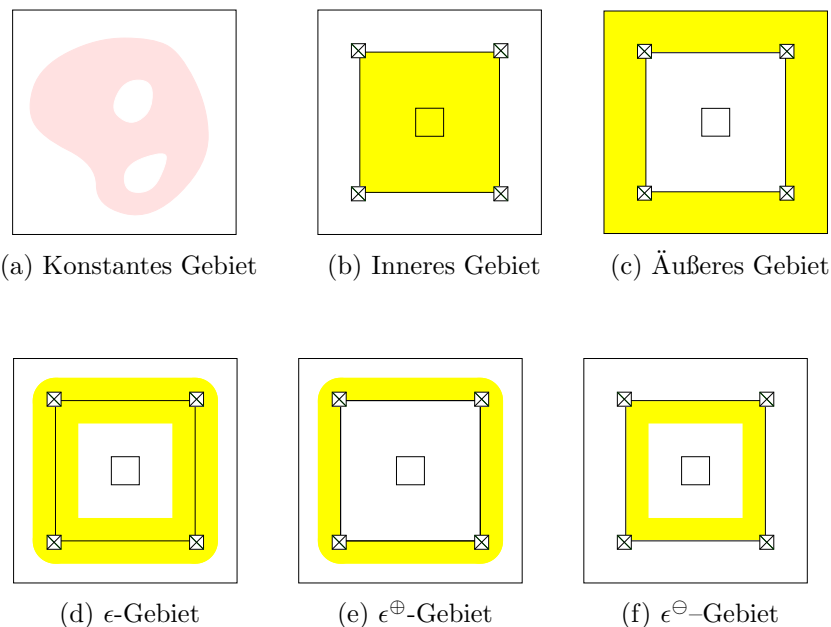 (a) Konstantes Gebiet
(b) Inneres Gebiet
(c) Äußeres Gebiet
(d) ϵ-Gebiet
(e) ϵ⊕-Gebiet
(f) ϵ⊖–Gebiet